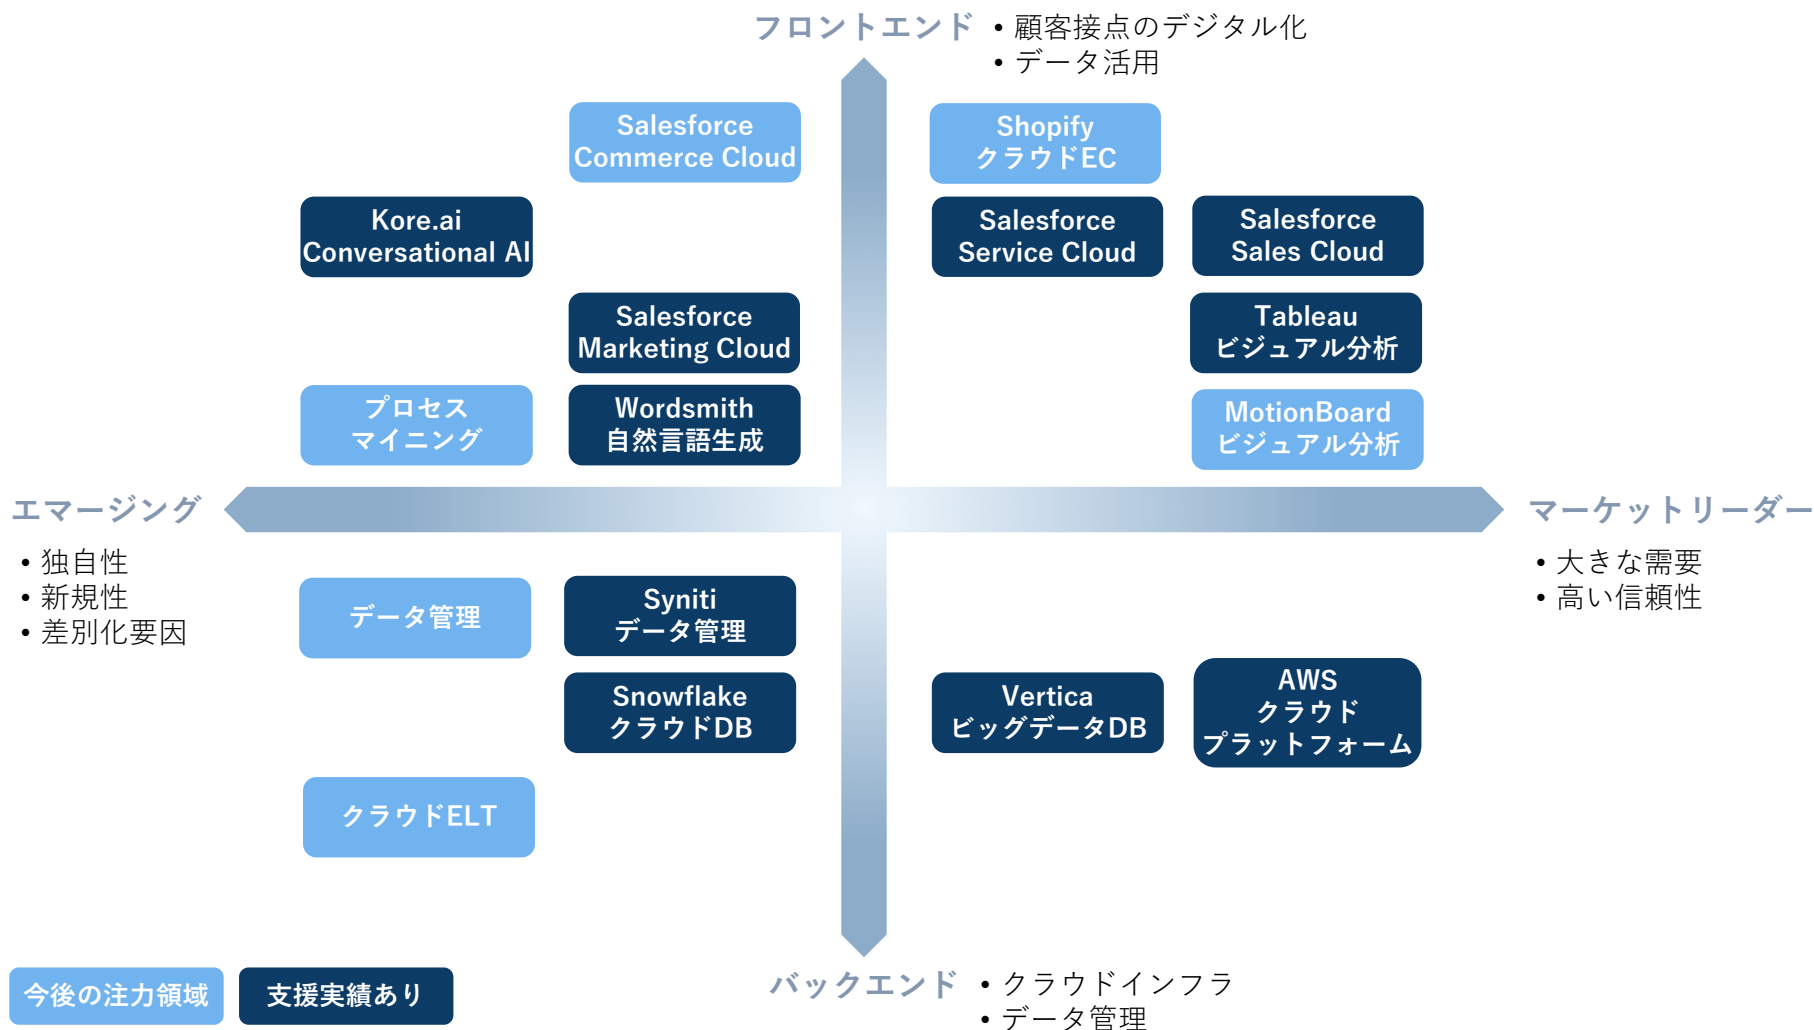 フロントエンド
• 顧客接点のデジタル化
• データ活用
Salesforce
Commerce Cloud
Shopify
クラウドEC
Kore.ai
Conversational AI
Salesforce
Service Cloud
Salesforce
Sales Cloud
Salesforce
Marketing Cloud
Tableau
ビジュアル分析
プロセス
マイニング
Wordsmith
自然言語生成
MotionBoard
ビジュアル分析
エマージング
• 独自性
• 新規性
• 差別化要因
マーケットリーダー
• 大きな需要
• 高い信頼性
データ管理
Syniti
データ管理
Snowflake
クラウドDB
Vertica
ビッグデータDB
AWS
クラウド
プラットフォーム
クラウドELT
バックエンド
• クラウドインフラ
• データ管理
今後の注力領域
支援実績あり